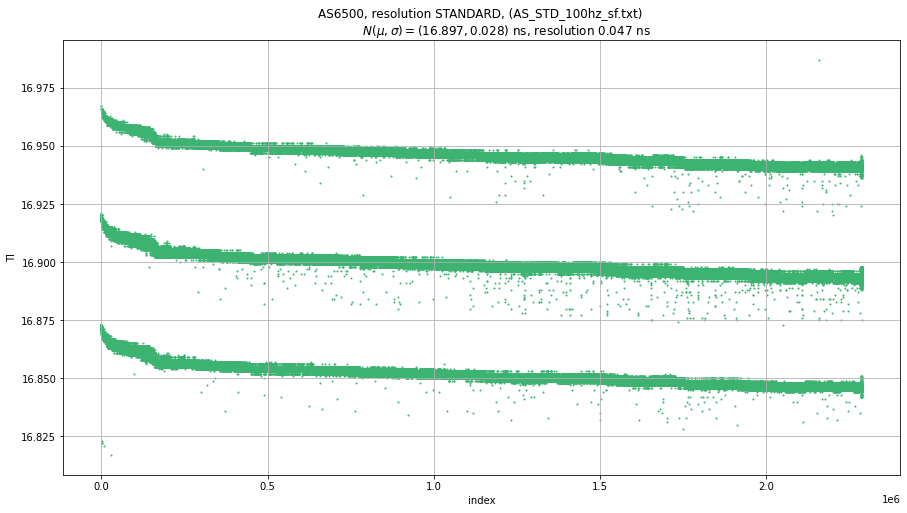 AS6500, resolution STANDARD, (AS_STD_100hz_sf.txt)
N(μ, σ) = (16.897, 0.028) ns, resolution 0.047 ns
16.975
16.950
16.925
16.900
16.875
16.850
16.825
TI
0.0 0.5 1.0 1.5 2.0
1e6
index